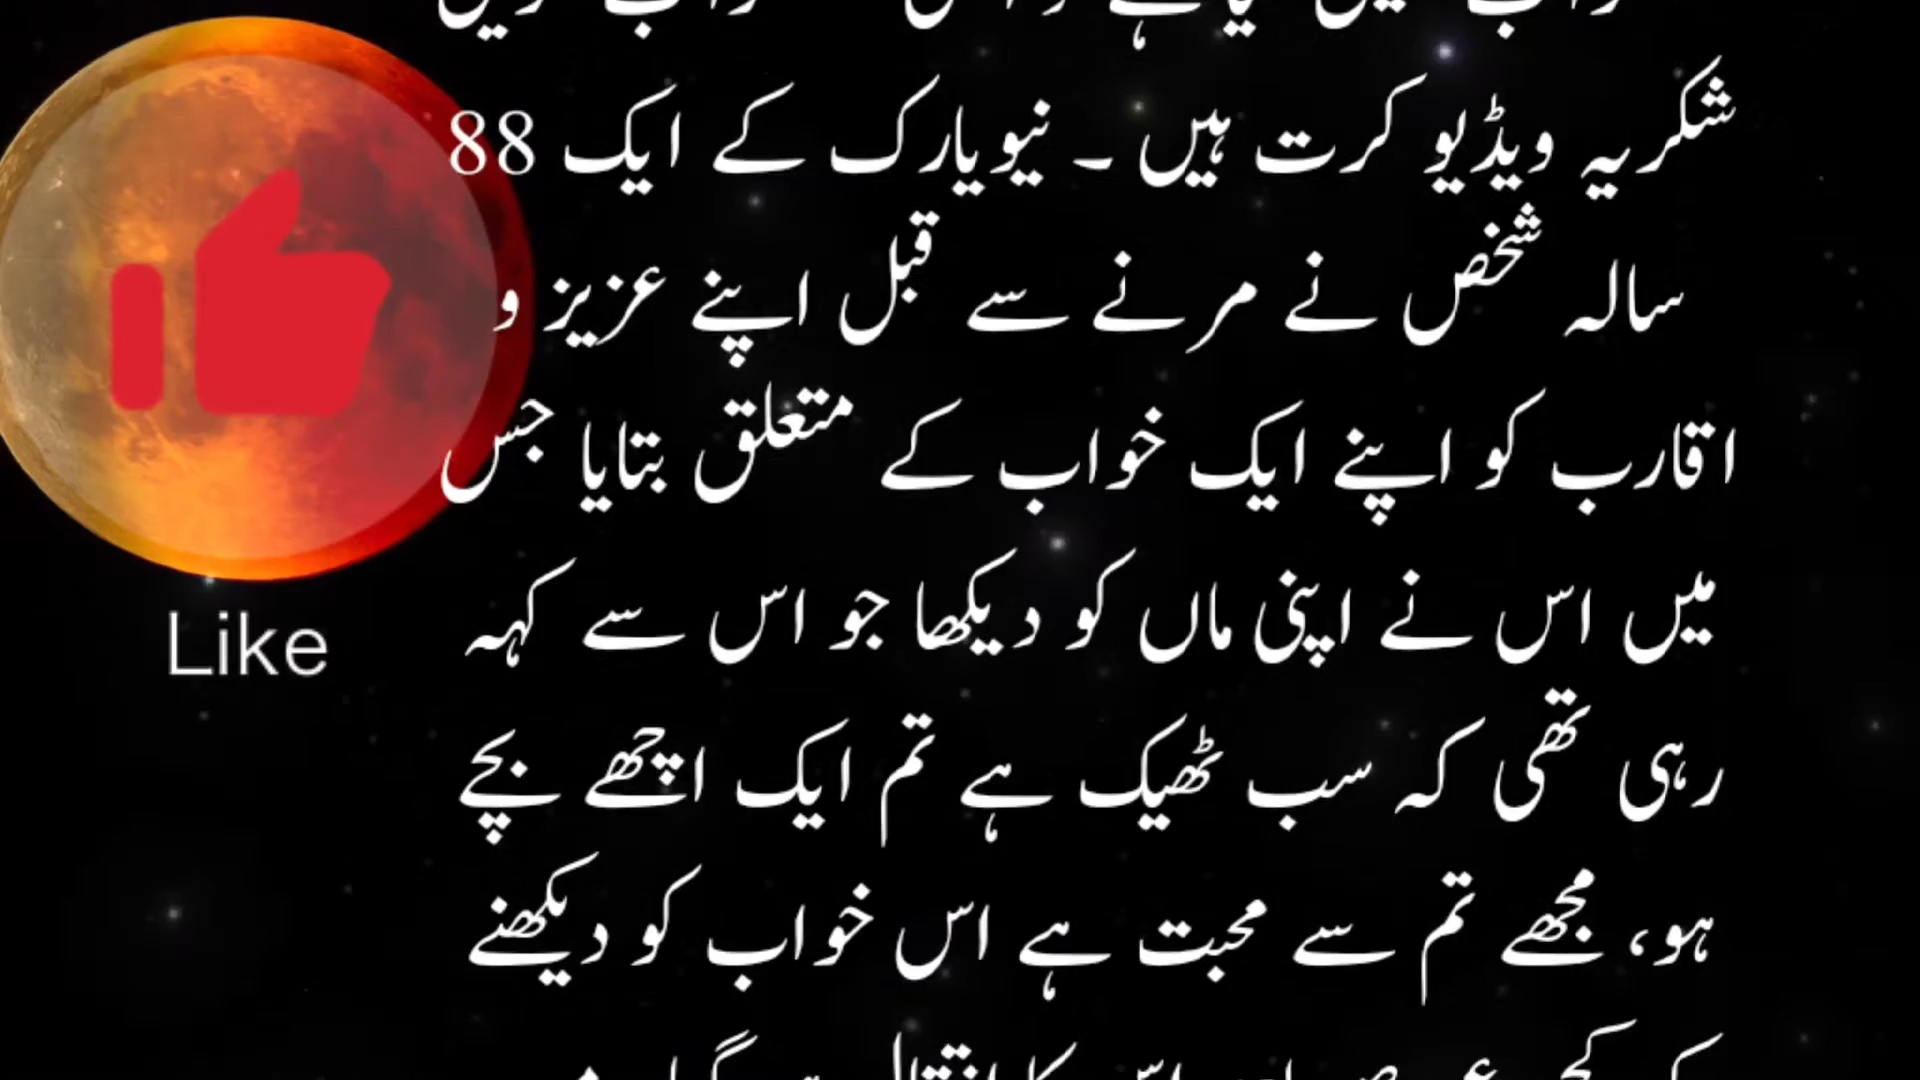 شکریہ ویڈیو کرت ہیں ۔ نیویارک کے ایک 88
سالہ شخص نے مرنے سے قبل اپنے عزیز و
اقارب کو اپنے ایک خواب کے متعلق بتایا جس
میں اس نے اپنی ماں کو دیکھا جو اس سے کہہ
رہی تھی کہ سب ٹھیک ہے تم ایک اچھے بچے
ہو، مجھے تم سے محبت ہے اس خواب کو دیکھنے
Like